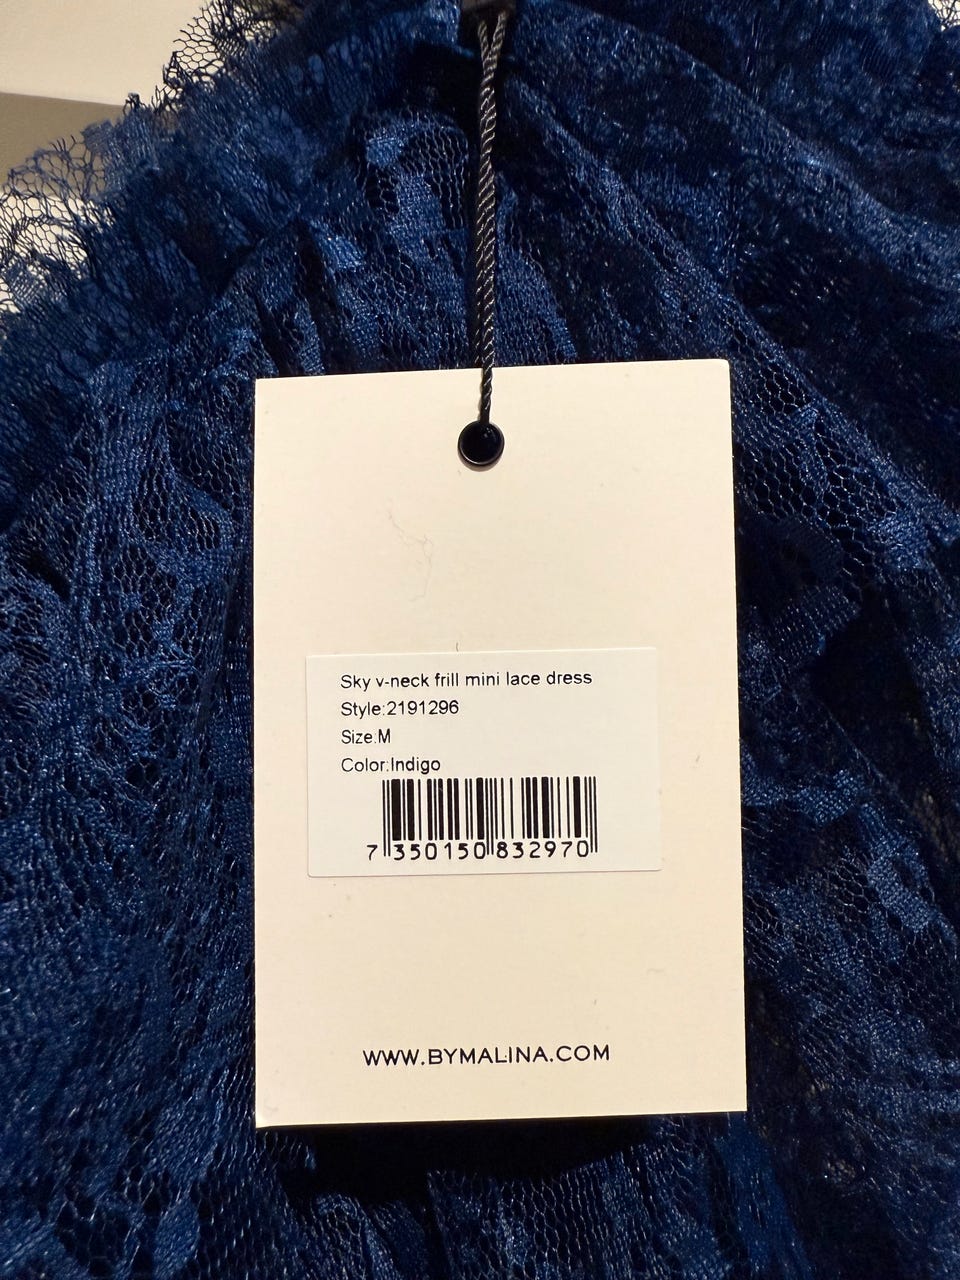 Sky v-neck frill mini lace dress
Style:2191296
Size:M
Color:Indigo
7 350150 832970
WWW.BYMALINA.COM